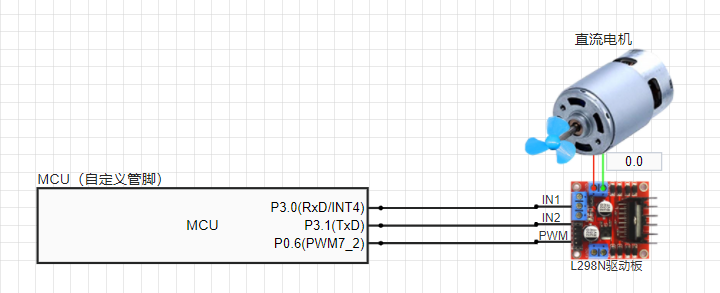 直流电机
0.0
MCU（自定义管脚）
MCU
P3.0(RxD/INT4)
P3.1(TxD)
P0.6(PWM7_2)
IN1
IN2
PWM
L298N驱动板